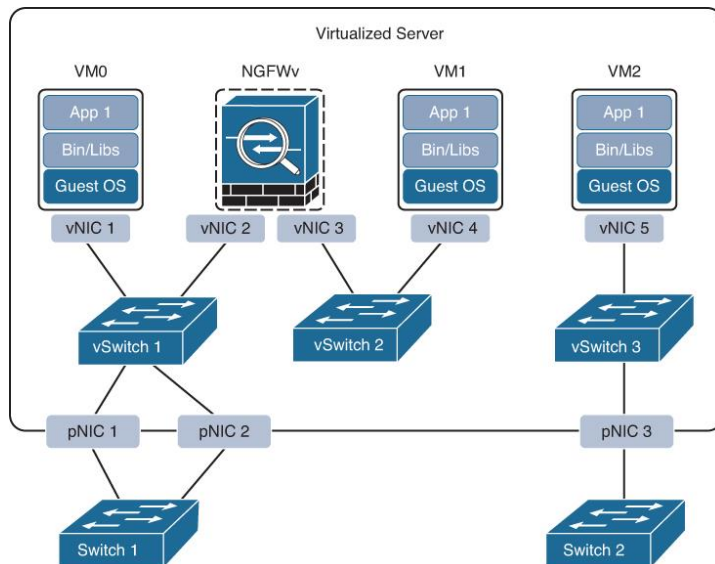 Virtualized Server
VM0 NGFWv VM1 VM2
App 1 App 1 App 1
Bin/Libs Bin/Libs Bin/Libs
Guest OS Guest OS Guest OS
vNIC 1 vNIC 2 vNIC 3 vNIC 4 vNIC 5
vSwitch 1 vSwitch 2 vSwitch 3
pNIC 1 pNIC 2 pNIC 3
Switch 1 Switch 2